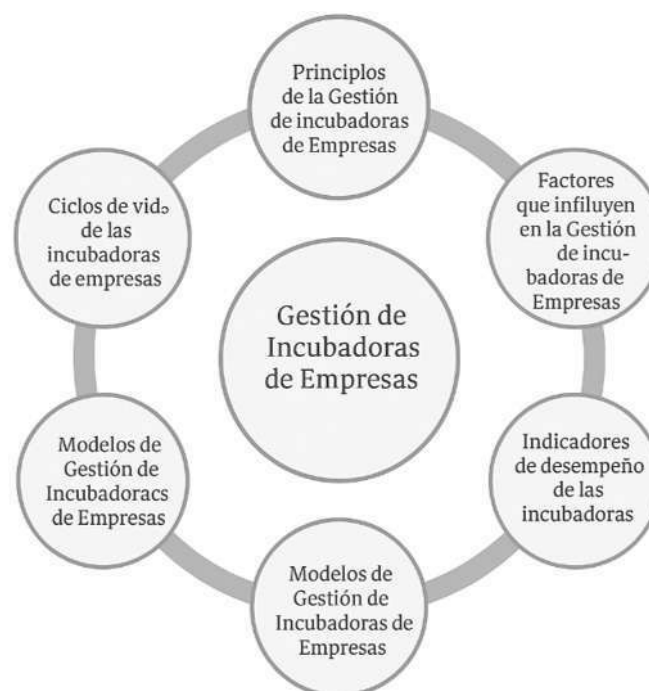 Principlos
de la Gestión
de incubadoras
de Empresas
Factores
que infiluyen
en la Gestión
de incu-
badoras de
Empresas
Indicadores
de desempeño
de las
incubadoras
Modelos de
Gestión de
Incubadoras de
Empresas
Modelos de
Gestión de
Incubadoracs
de Empresas
Ciclos de vida
de las
incubadoras
de empresas
Gestión de
Incubadoras
de Empresas